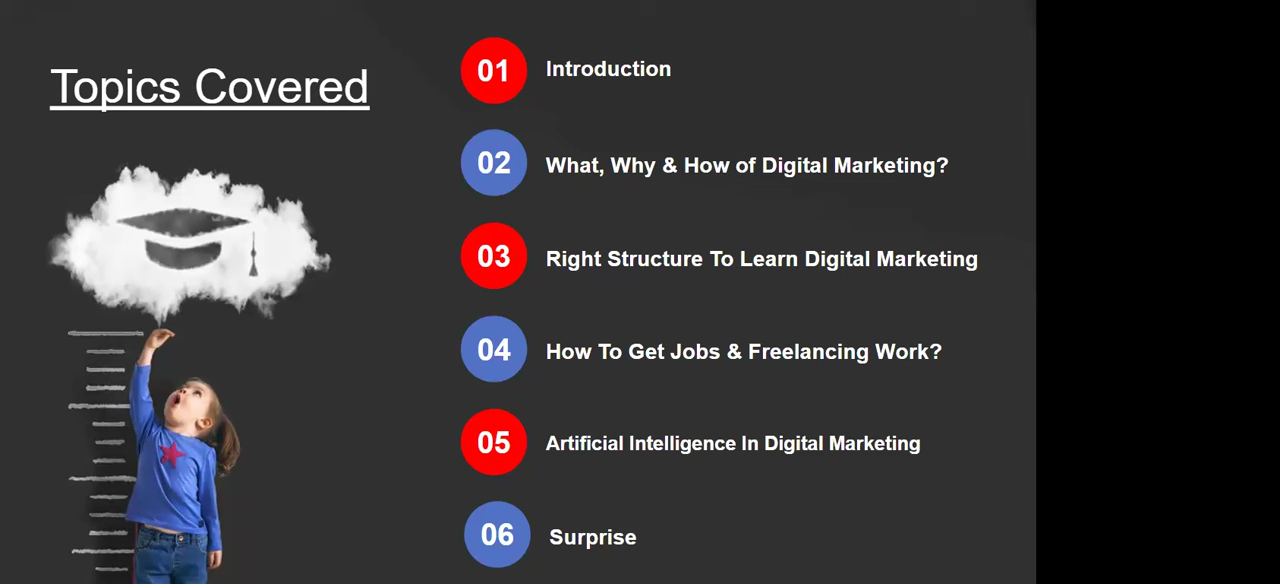 Topics Covered
01 Introduction
02 What, Why & How of Digital Marketing?
03 Right Structure To Learn Digital Marketing
04 How To Get Jobs & Freelancing Work?
05 Artificial Intelligence In Digital Marketing
06 Surprise